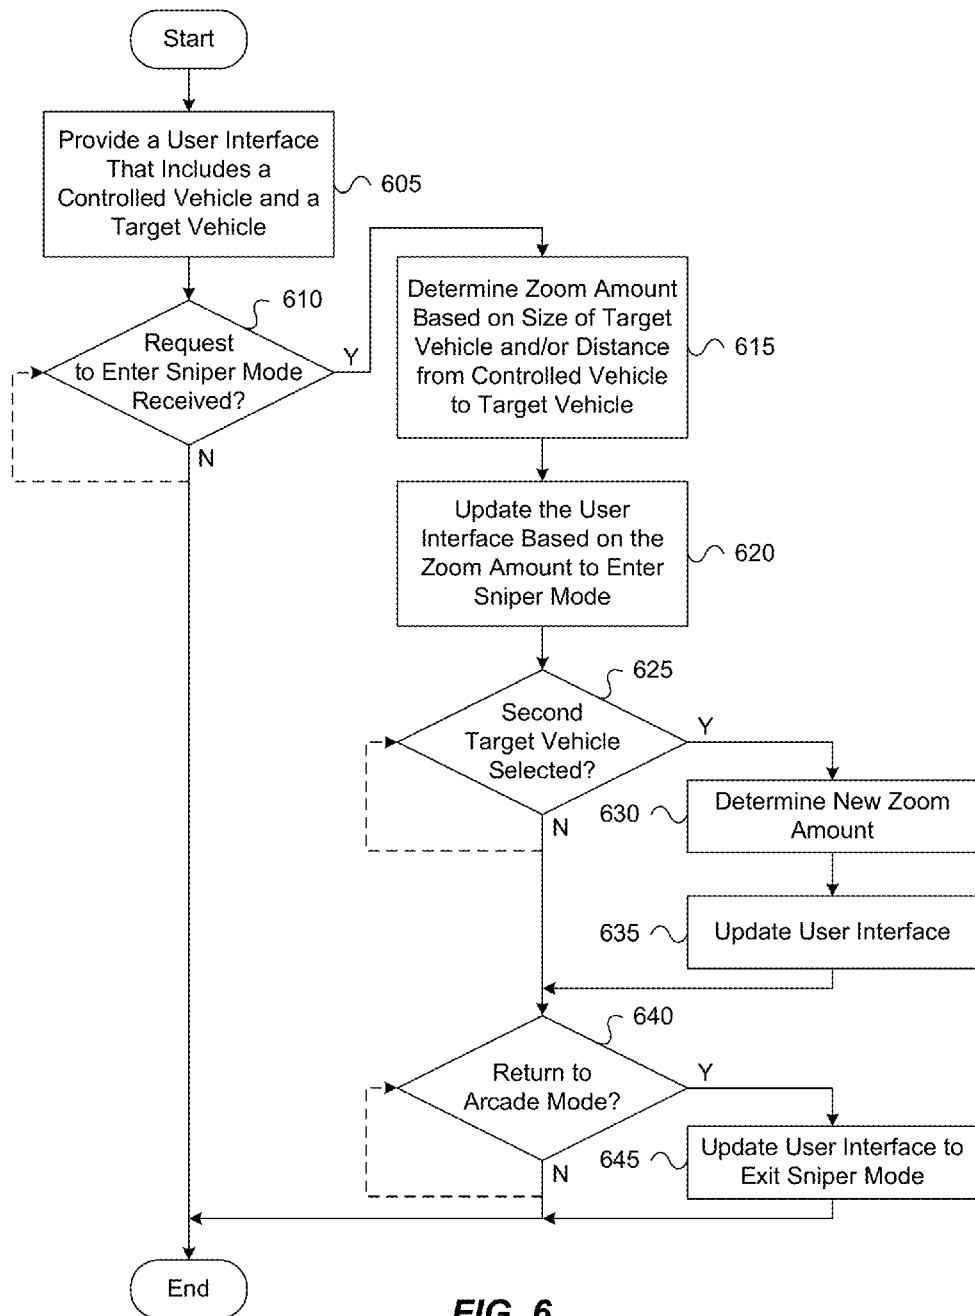 Start
Provide a User Interface
That Includes a
Controlled Vehicle and a
Target Vehicle
605
610
Request
to Enter Sniper Mode
Received?
Y
N
Determine Zoom Amount
Based on Size of Target
Vehicle and/or Distance
from Controlled Vehicle
to Target Vehicle
615
Update the User
Interface Based on the
Zoom Amount to Enter
Sniper Mode
620
625
Second
Target Vehicle
Selected?
Y
N
630
Determine New Zoom
Amount
635
Update User Interface
640
Return to
Arcade Mode?
Y
N
645
Update User Interface to
Exit Sniper Mode
End
FIG. 6